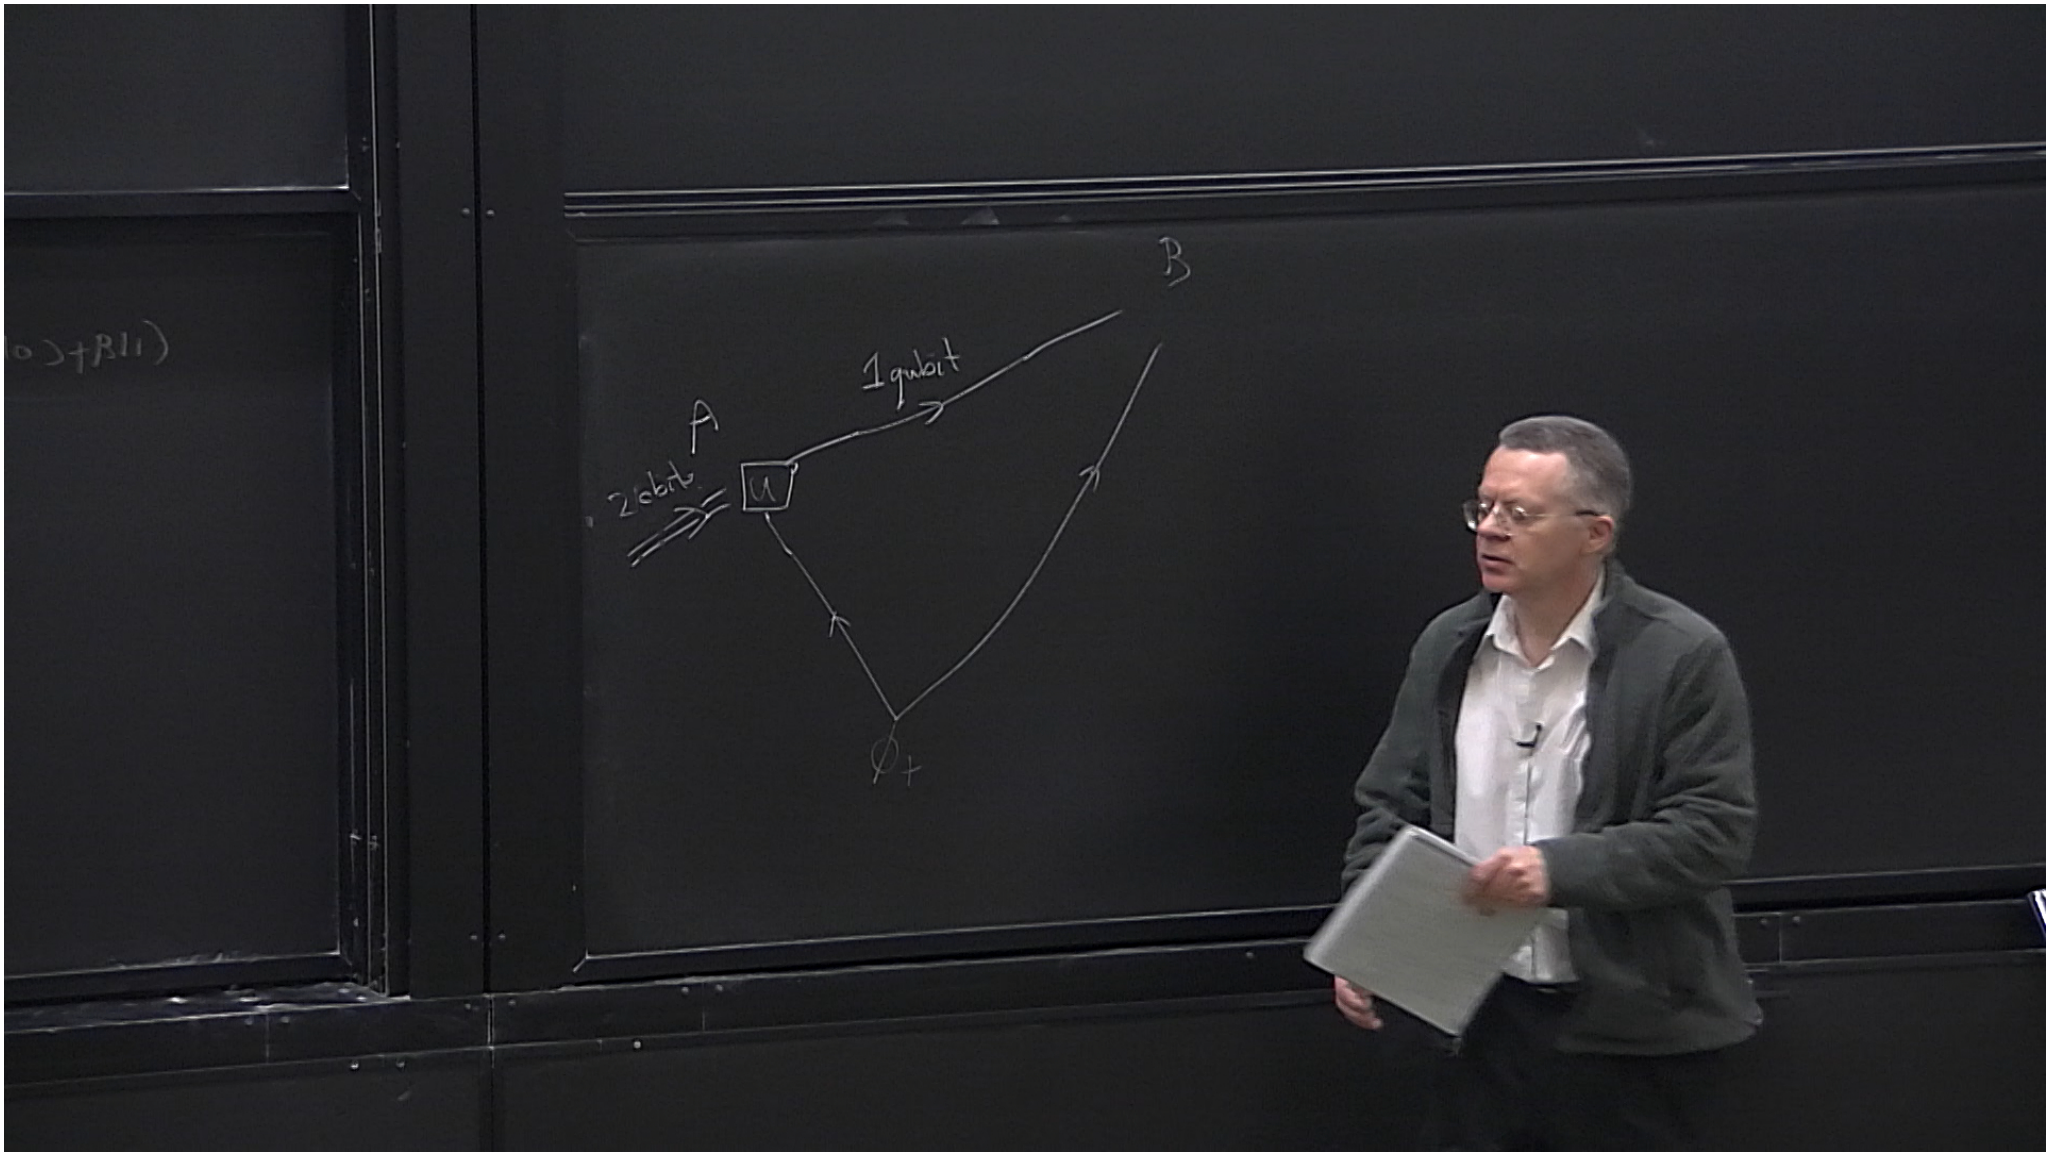 B
1 qubit
A
2 cbits
U
ϕ+
|0⟩+β|1⟩